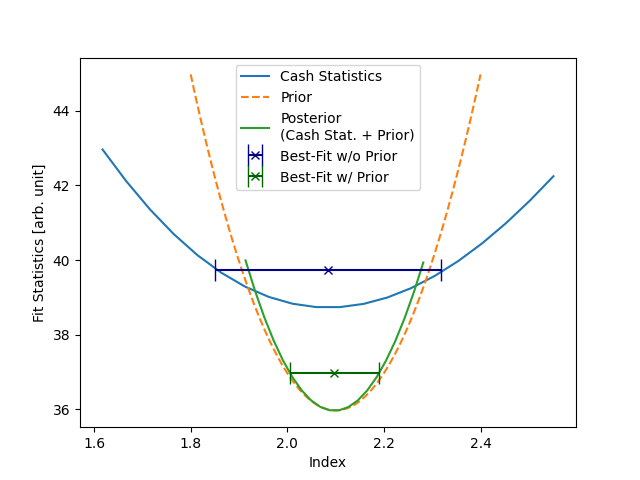 Cash Statistics
Prior
Posterior
(Cash Stat. + Prior)
Best-Fit w/o Prior
Best-Fit w/ Prior
Fit Statistics [arb. unit]
44
42
40
38
36
1.6
1.8
2.0
2.2
2.4
Index